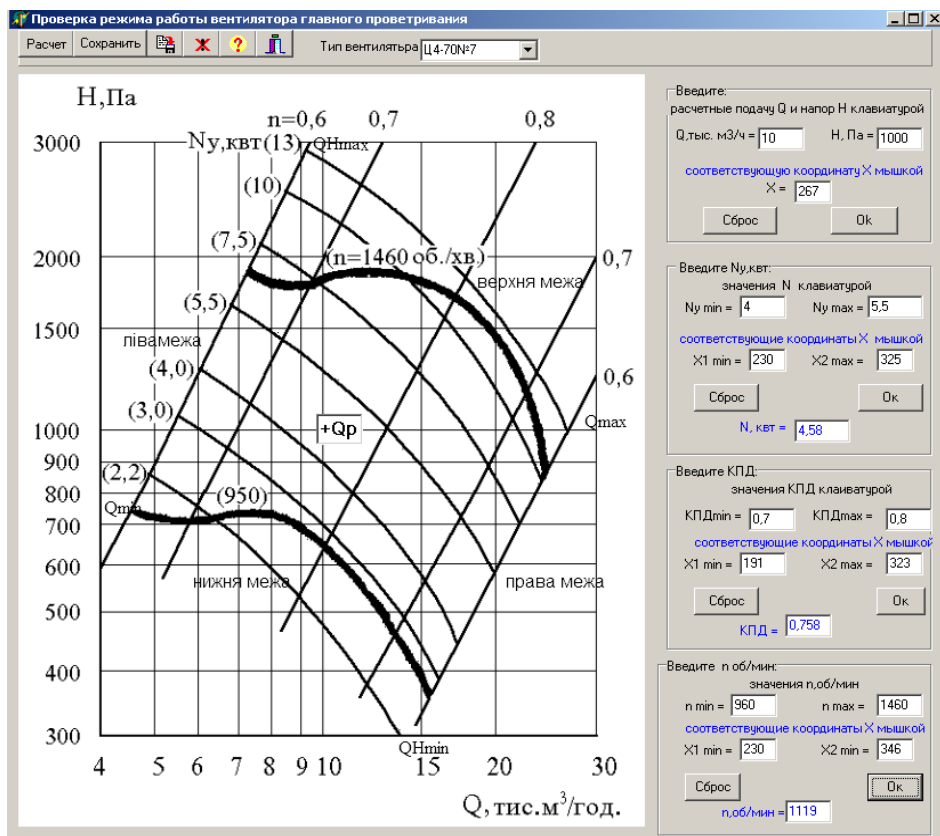 Проверка режима работы вентилятора главного проветривания
Расчет Сохранить Тип вентилятьра Ц4-70№7
H,Па
n=0,6 0,7 0,8
Nу,квт(13) QHmax
3000
(10)
(7,5)
2000
(n=1460 об./хв.)
0,7
верхня межа
(5,5)
1500
півамежа
(4,0)
0,6
(3,0)
Qmax
1000
+Qp
900
(2,2)
800
(950)
Qmin
700
600
нижня межа
права межа
500
400
300
QHmin
4 5 6 7 8 9 10 15 20 30
Q,тис.м³/год.
Введите:
расчетные подачу Q и напор H клавиатурой
Q,тыс. м3/ч = 10 H, Па = 1000
соответствующую координату X мышкой
X = 267
Сброс Ok
Введите Ny,квт:
значения N клавиатурой
Ny min = 4 Ny max = 5,5
соответствующие координаты X мышкой
X1 min = 230 X2 max = 325
Сброс Ок
N, квт = 4,58
Введите КПД:
значения КПД клаиватурой
КПДmin = 0,7 КПДmax = 0,8
соответствующие координаты X мышкой
X1 min = 191 X2 max = 323
Сброс Ок
КПД = 0,758
Введите n об/мин:
значения n,об/мин
n min = 960 n max = 1460
соответствующие координаты X мышкой
X1 min = 230 X2 min = 346
Сброс Ок
n,об/мин = 1119